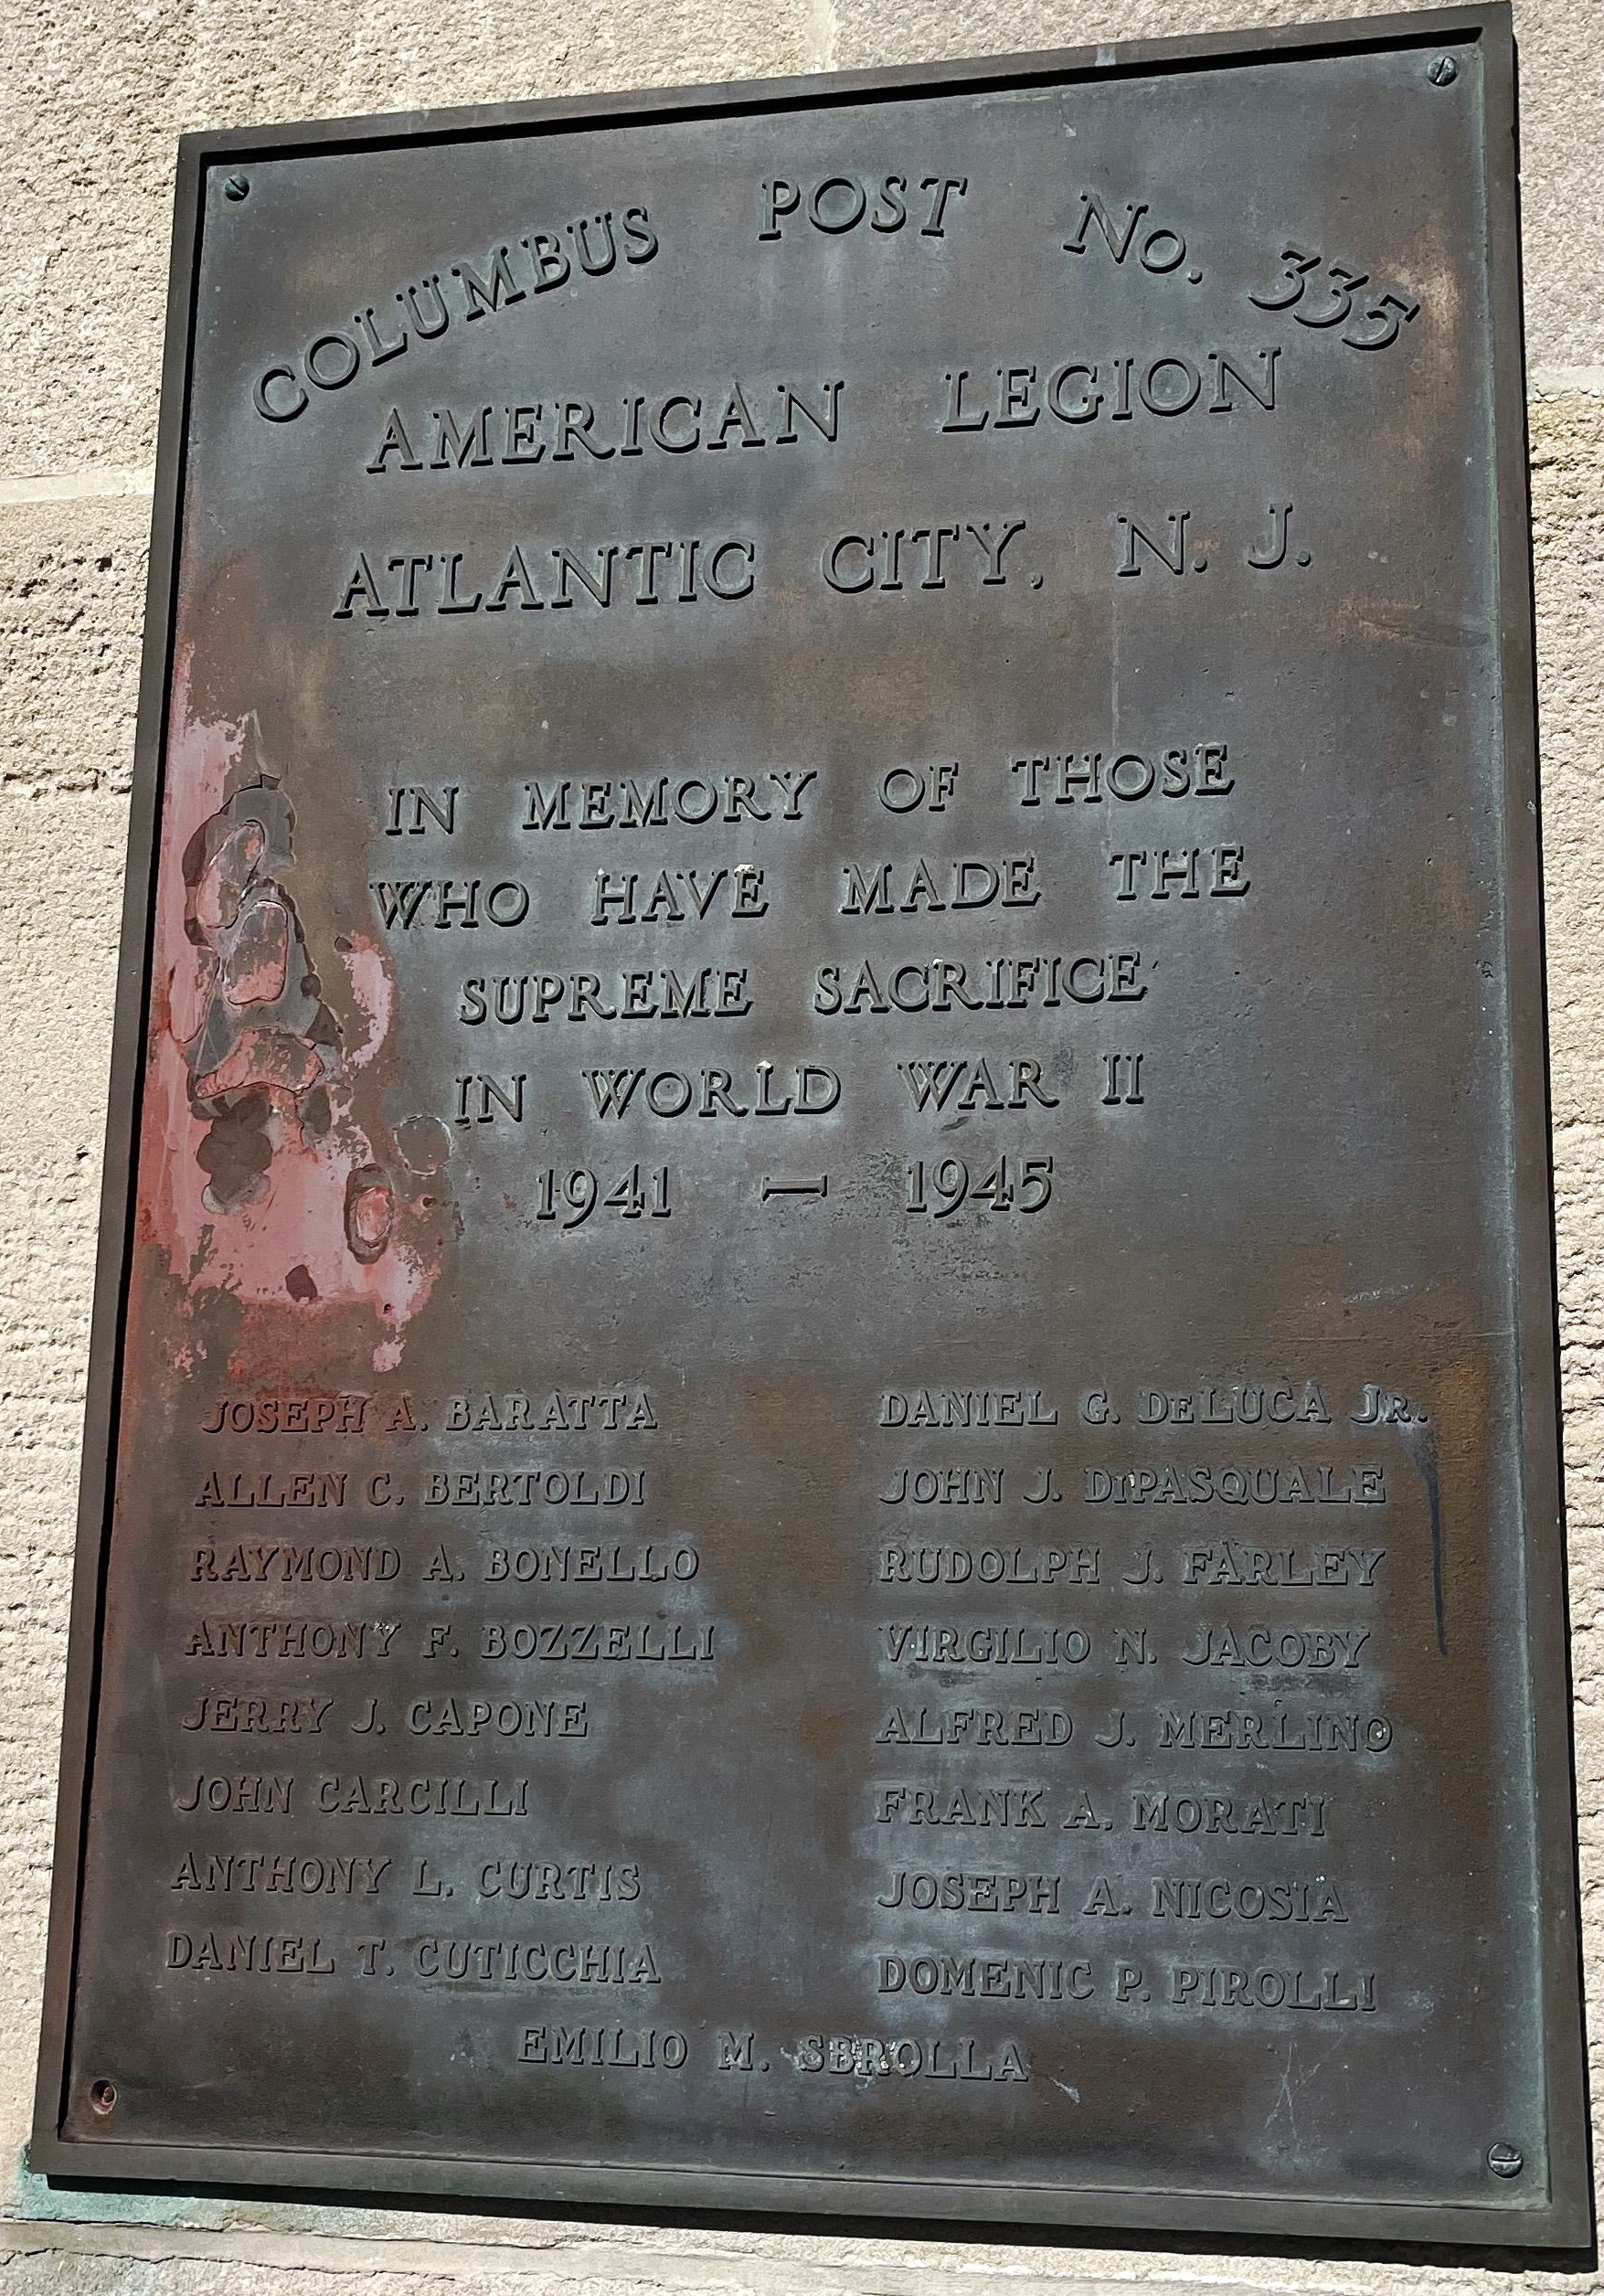 COLUMBUS POST No. 335
AMERICAN LEGION
ATLANTIC CITY, N. J.
IN MEMORY OF THOSE
WHO HAVE MADE THE
SUPREME SACRIFICE
IN WORLD WAR II
1941 — 1945
JOSEPH A. BARATTA
ALLEN C. BERTOLDI
RAYMOND A. BONELLO
ANTHONY F. BOZZELLI
JERRY J. CAPONE
JOHN CARCILLI
ANTHONY L. CURTIS
DANIEL T. CUTICCHIA
DANIEL G. DeLUCA JR.
JOHN J. DiPASQUALE
RUDOLPH J. FARLEY
VIRGILIO N. JACOBY
ALFRED J. MERLINO
FRANK A. MORATI
JOSEPH A. NICOSIA
DOMENIC P. PIROLLI
EMILIO M. SBROLLA